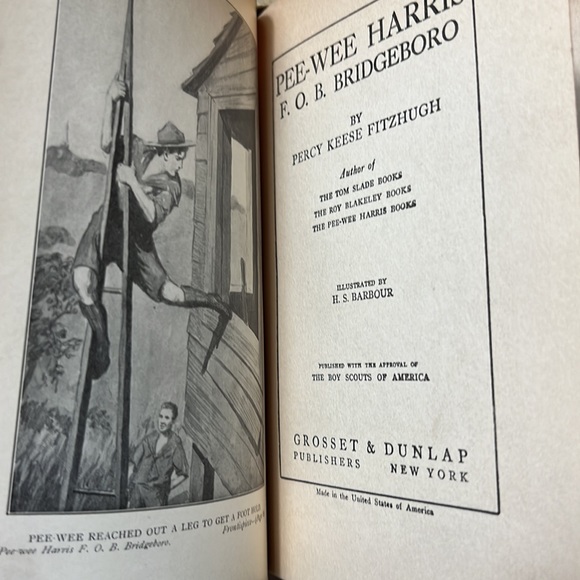 PEE-WEE REACHED OUT A LEG TO GET A FOOT HOLD.
Pee-wee Harris F. O. B. Bridgeboro.
PEE-WEE HARRIS
F. O. B. BRIDGEBORO
BY
PERCY KEESE FITZHUGH
Author of
THE TOM SLADE BOOKS
THE ROY BLAKELEY BOOKS
THE PEE-WEE HARRIS BOOKS
ILLUSTRATED BY
H. S. BARBOUR
PUBLISHED WITH THE APPROVAL OF
THE BOY SCOUTS OF AMERICA
GROSSET & DUNLAP
PUBLISHERS NEW YORK
Made in the United States of America